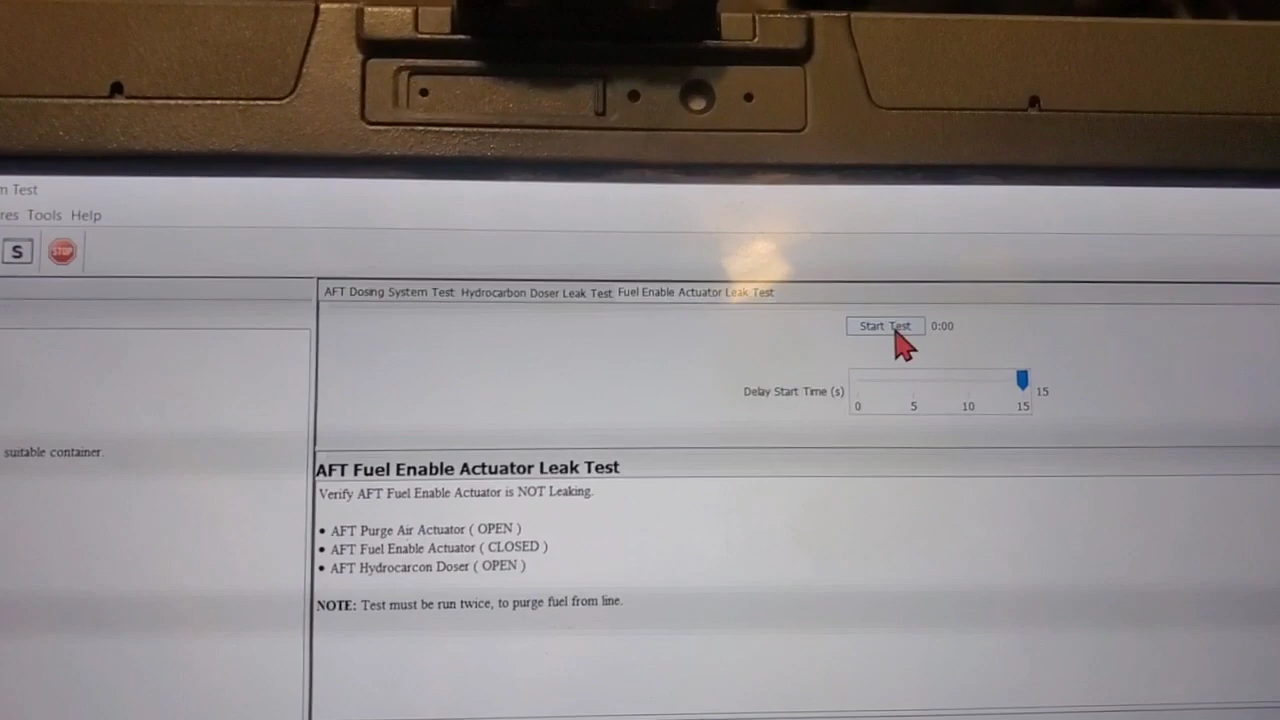 m Test
res Tools Help
S STOP
AFT Dosing System Test Hydrocarbon Doser Leak Test Fuel Enable Actuator Leak Test
Start Test 0:00
Delay Start Time (s) 15
0 5 10 15
suitable container.
AFT Fuel Enable Actuator Leak Test
Verify AFT Fuel Enable Actuator is NOT Leaking.
• AFT Purge Air Actuator ( OPEN )
• AFT Fuel Enable Actuator ( CLOSED )
• AFT Hydrocarcon Doser ( OPEN )
NOTE: Test must be run twice, to purge fuel from line.